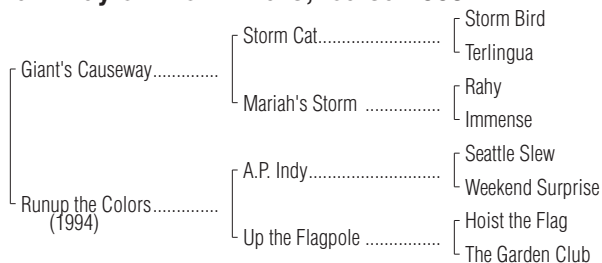 Giant's Causeway..............
Runup the Colors..............
(1994)
Storm Cat..........................
Mariah's Storm ................
A.P. Indy............................
Up the Flagpole ................
Storm Bird
Terlingua
Rahy
Immense
Seattle Slew
Weekend Surprise
Hoist the Flag
The Garden Club